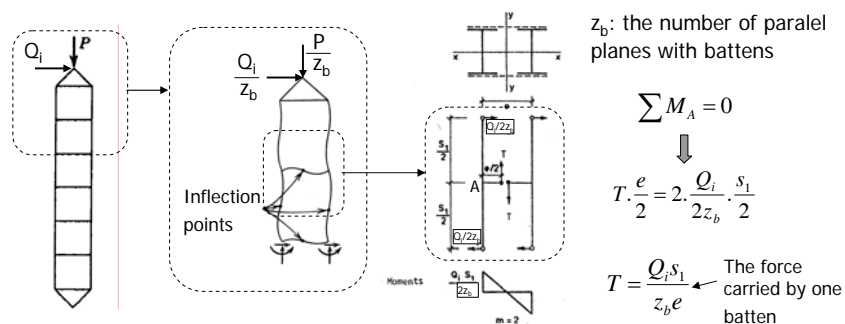 P
Q_i
P/z_b
Q_i/z_b
Inflection
points
y
x
x
y
e
Q_i/2z_b
S_1/2
e/2
T
A
T
S_1/2
Q_i/2z_b
Moments
Q_i S_1
2z_b
m = 2
z_b: the number of paralel
planes with battens
∑ M_A = 0
T . e/2 = 2 . Q_i/2z_b . s_1/2
T = Q_i s_1/z_b e
The force
carried by one
batten